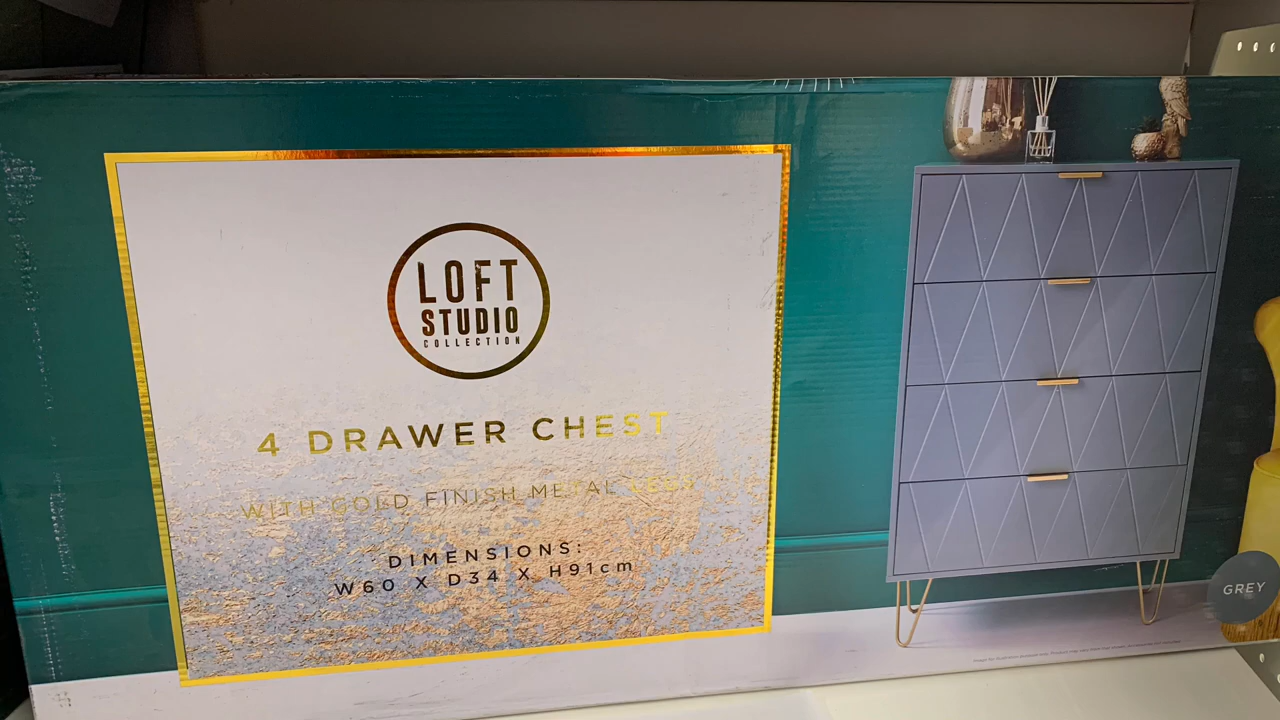 LOFT
STUDIO
COLLECTION
4 DRAWER CHEST
WITH GOLD FINISH METAL LEGS
DIMENSIONS:
W60 X D34 X H91cm
GREY